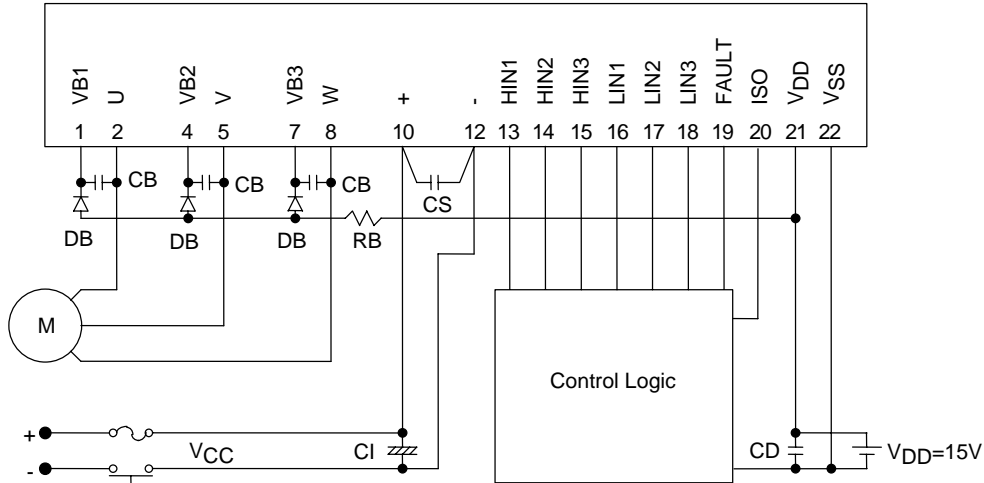 VB1 U VB2 V VB3 W + - HIN1 HIN2 HIN3 LIN1 LIN2 LIN3 FAULT ISO VDD VSS
1 2 4 5 7 8 10 12 13 14 15 16 17 18 19 20 21 22
CB CB CB CS
DB DB DB RB
M
Control Logic
+ VCC CI CD VDD=15V
-